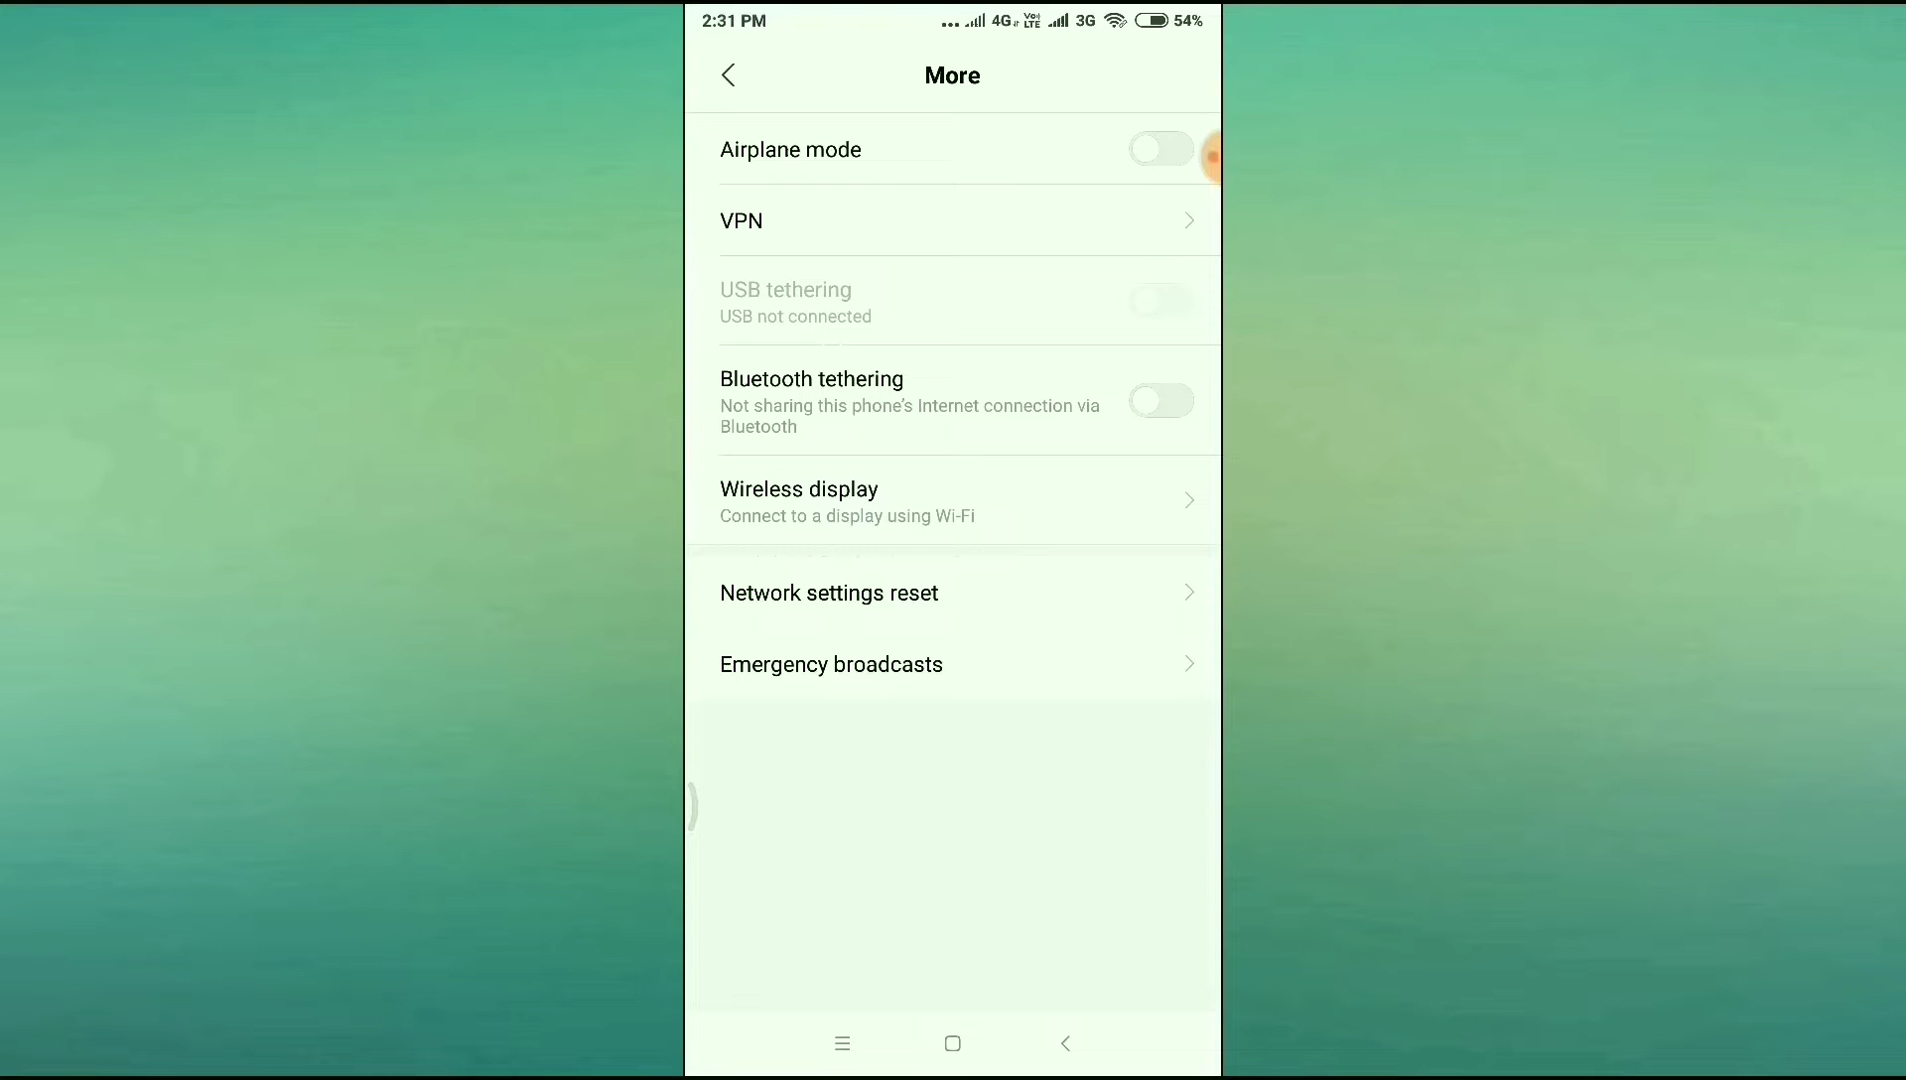 2:31 PM 4G VoLTE 3G 54%
More
Airplane mode
VPN
USB tethering
USB not connected
Bluetooth tethering
Not sharing this phone’s Internet connection via
Bluetooth
Wireless display
Connect to a display using Wi-Fi
Network settings reset
Emergency broadcasts